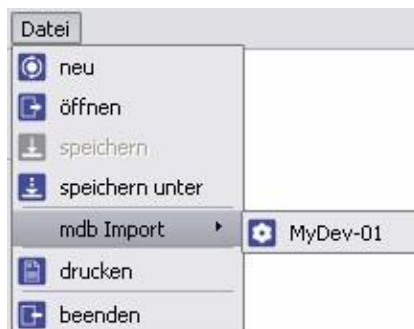 Datei
neu
öffnen
speichern
speichern unter
mdb Import
MyDev-01
drucken
beenden